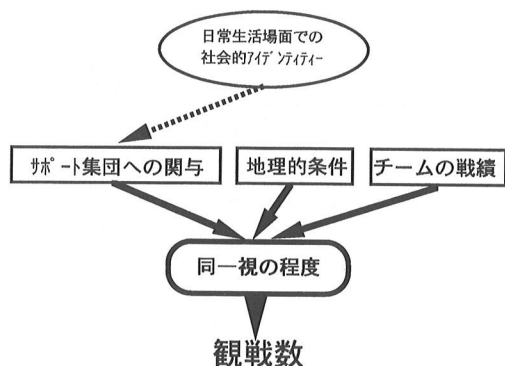 日常生活場面での
社会的ｱｲﾃﾞﾝﾃｨﾃｨｰ
ｻﾎﾟｰﾄ集団への関与
地理的条件
チームの戦績
同一視の程度
観戦数